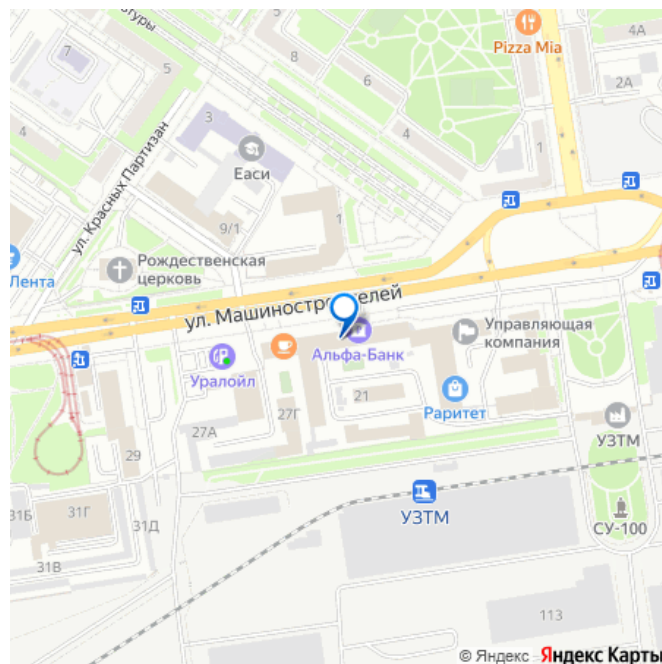 Pizza Mia
4А
2А
7
5
8
6
4
4
3
1
Еаси
ул. Красных Партизан
9/1
1
Рождественская
церковь
Лента
ул. Машиностро
елей
Альфа-Банк
Управляющая
компания
Уралойл
21
Раритет
27Г
27А
УЗТМ
29
УЗТМ
31Б
31Г
31Д
СУ-100
31В
113
© Яндекс Яндекс Карты